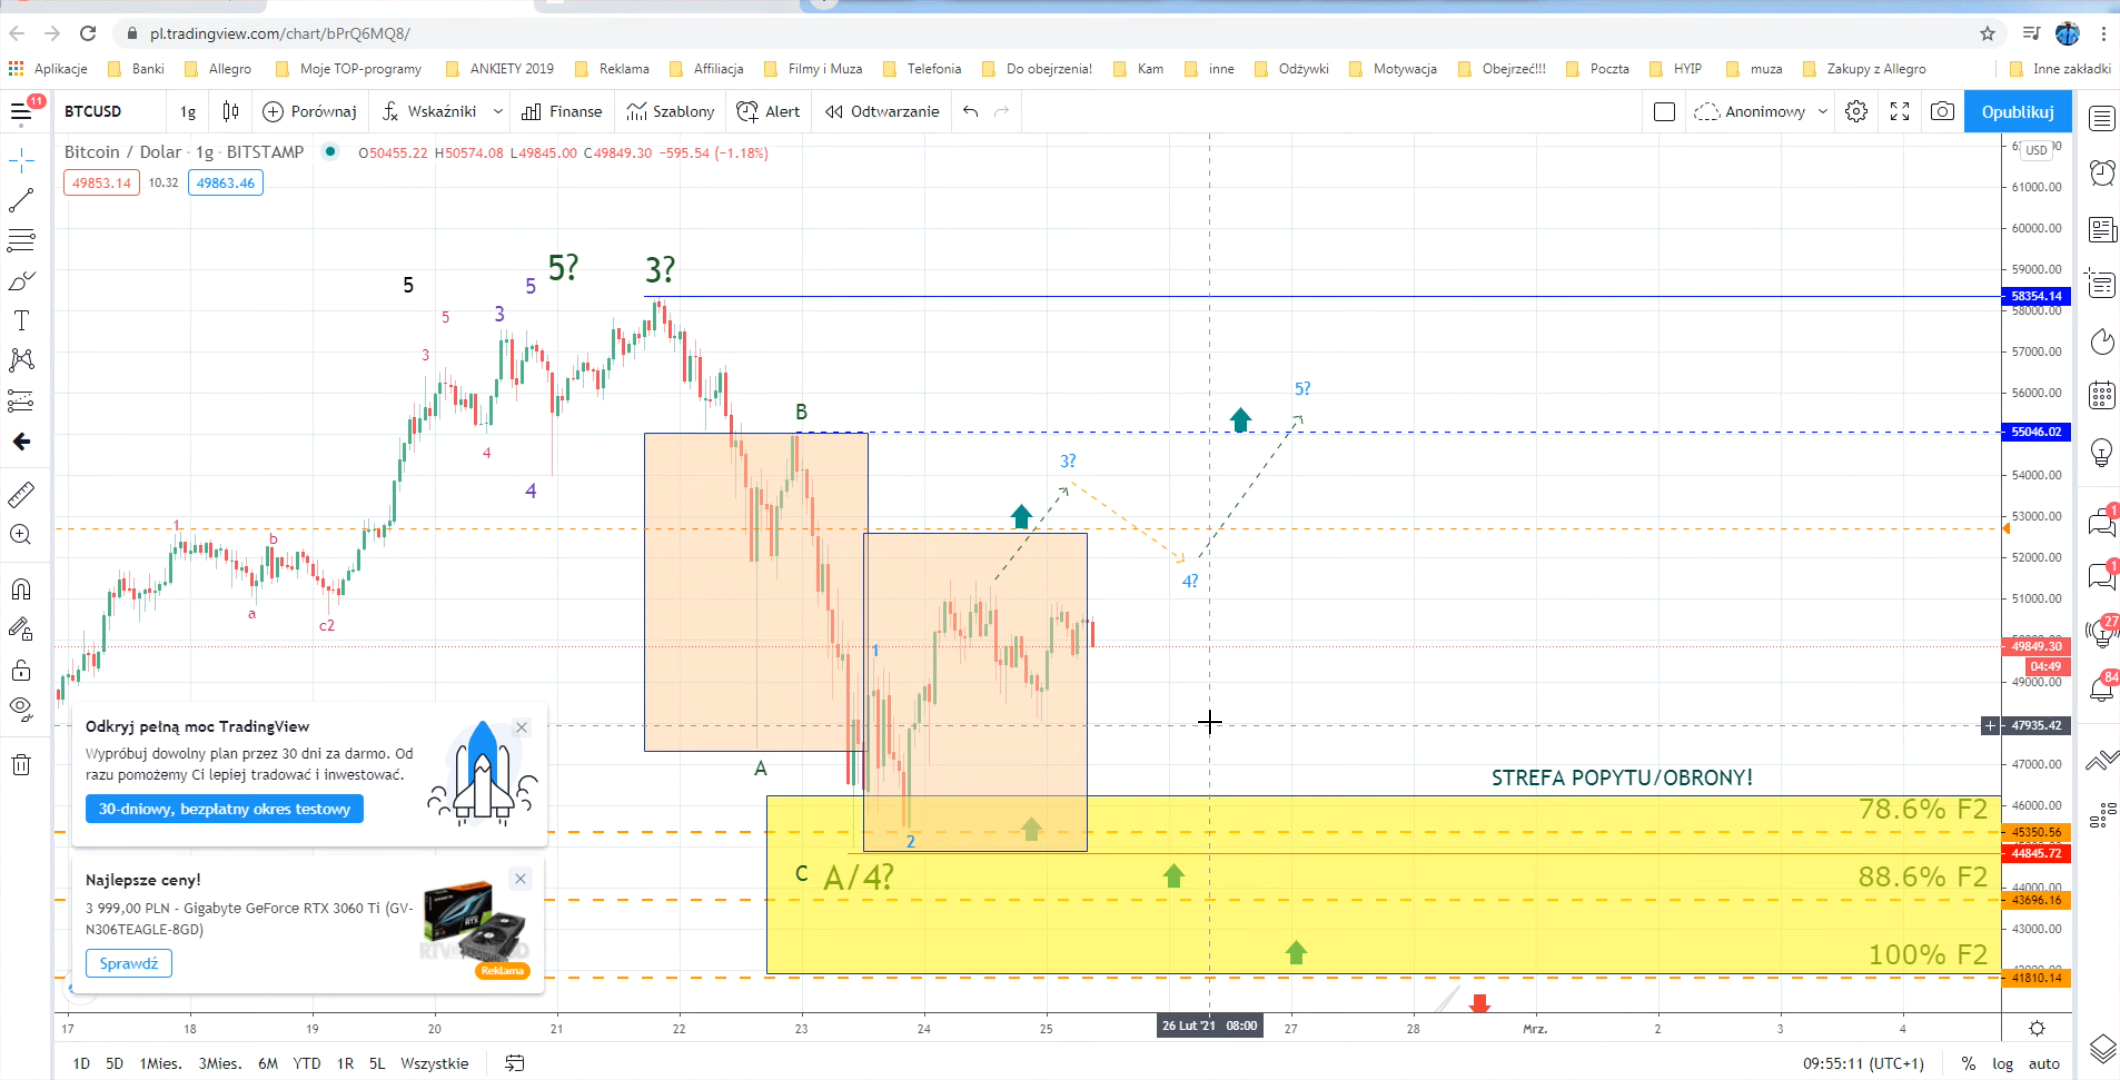 pl.tradingview.com/chart/bPrQ6MQ8/
Aplikacje Banki Allegro Moje TOP-programy ANKIETY 2019 Reklama Affiliacja Filmy i Muza Telefonia Do obejrzenia! Kam inne Odżywki Motywacja Obejrzeć!!! Poczta HYIP muza Zakupy z Allegro Inne zakładki
11 BTCUSD 1g Porównaj Wskaźniki Finanse Szablony Alert Odtwarzanie Anonimowy Opublikuj
Bitcoin / Dolar · 1g · BITSTAMP O50455.22 H50574.08 L49845.00 C49849.30 −595.54 (−1.18%)
USD
49853.14 10.32 49863.46
61000.00
60000.00
59000.00
58354.14
58000.00
57000.00
56000.00
55046.02
54000.00
53000.00
52000.00
51000.00
49849.30
04:49
49000.00
47935.42
47000.00
46000.00
45350.56
44845.72
44000.00
43696.16
43000.00
41810.14
5 5 5? 3?
5 3
3
4
4
1 b
a
c2
B
A
C A/4?
1
2
3?
4?
5?
STREFA POPYTU/OBRONY!
78.6% F2
88.6% F2
100% F2
Odkryj pełną moc TradingView
Wypróbuj dowolny plan przez 30 dni za darmo. Od
razu pomożemy Ci lepiej tradować i inwestować.
30-dniowy, bezpłatny okres testowy
Najlepsze ceny!
3 999,00 PLN - Gigabyte GeForce RTX 3060 Ti (GV-
N306TEAGLE-8GD)
Sprawdź
Reklama
1
1
27
84
17 18 19 20 21 22 23 24 25 26 Lut '21 08:00 27 28 Mrz. 2 3 4
1D 5D 1Mies. 3Mies. 6M YTD 1R 5L Wszystkie 09:55:11 (UTC+1) % log auto